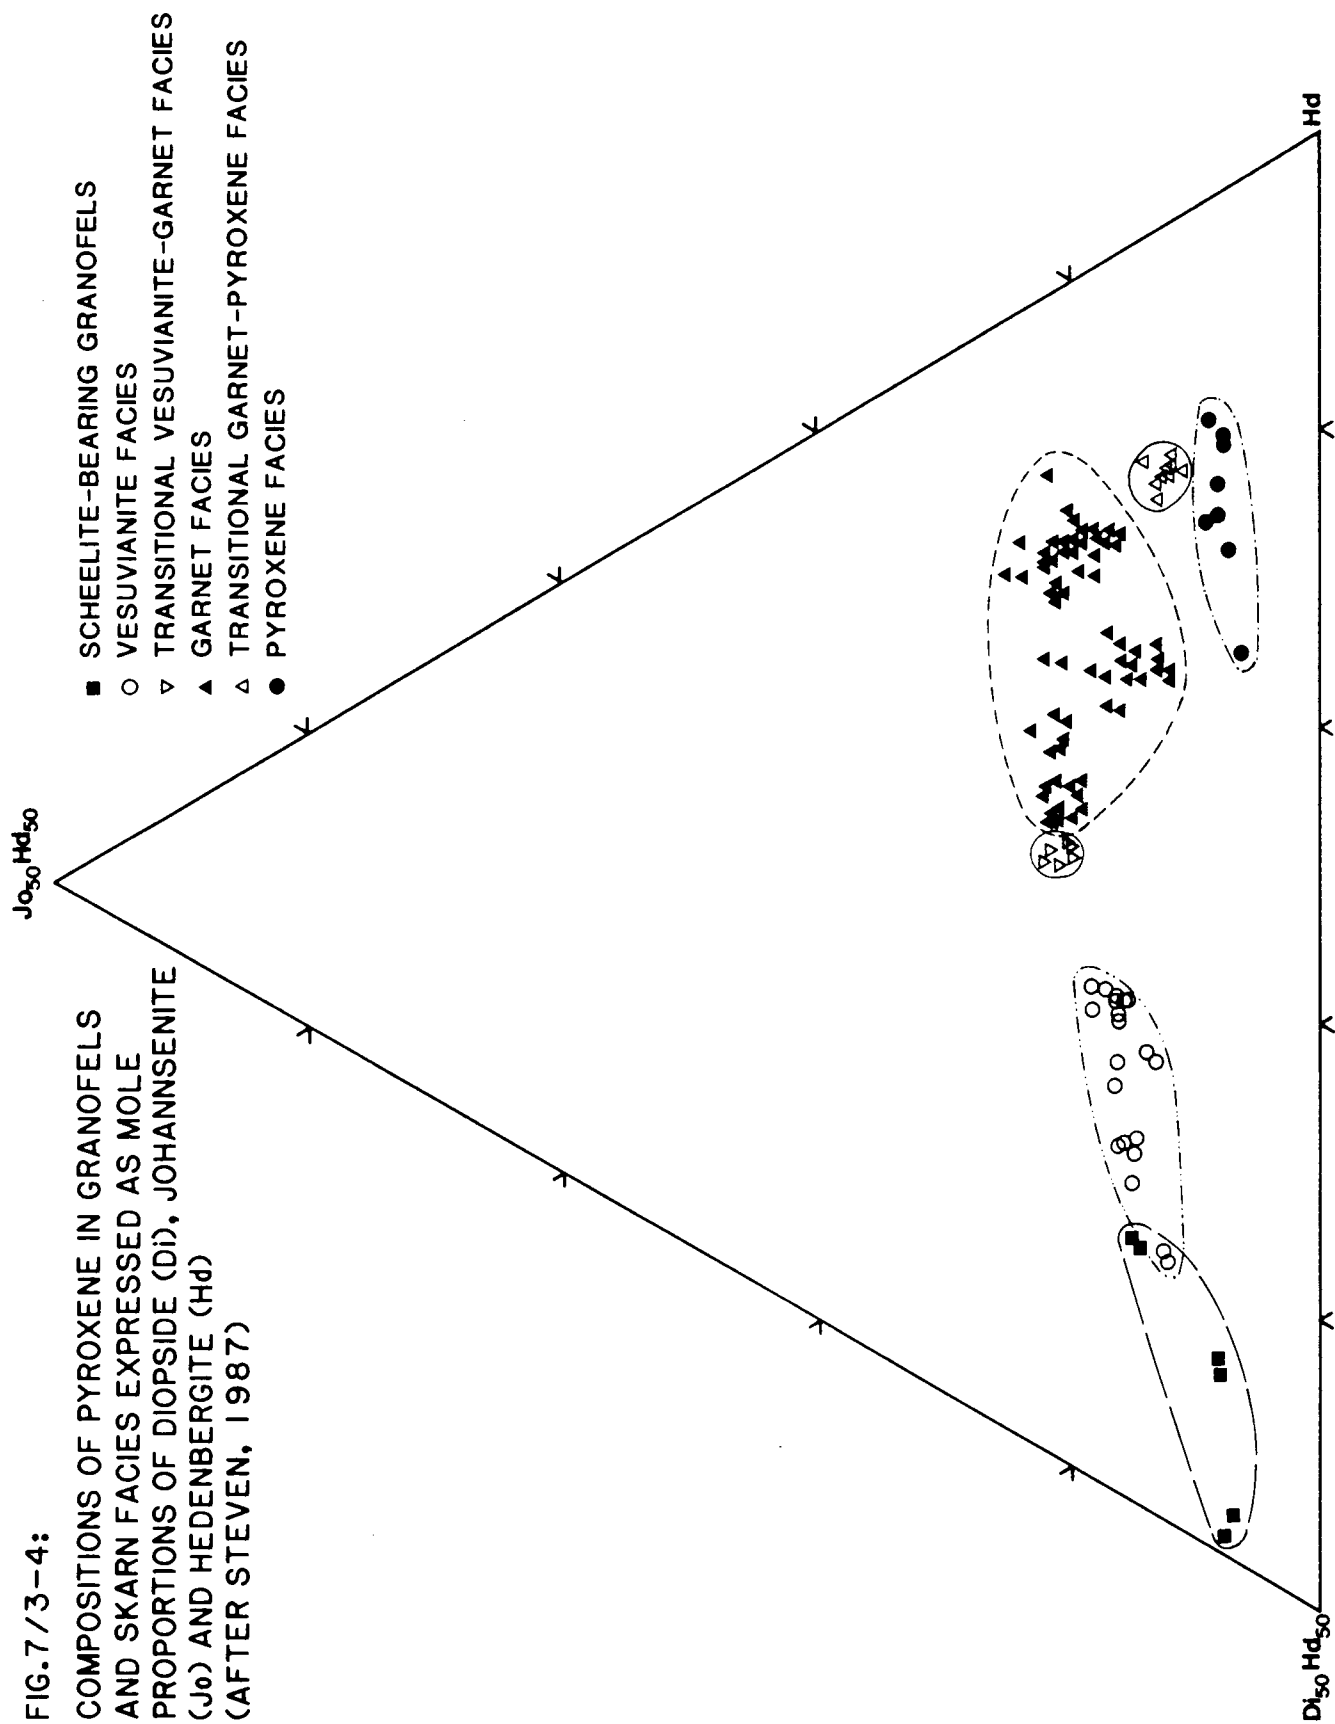 FIG.7/3-4:
COMPOSITIONS OF PYROXENE IN GRANOFELS
AND SKARN FACIES EXPRESSED AS MOLE
PROPORTIONS OF DIOPSIDE (Di), JOHANNSENITE
(Jo) AND HEDENBERGITE (Hd)
(AFTER STEVEN, 1987)
Jo50Hd50
SCHEELITE-BEARING GRANOFELS
VESUVIANITE FACIES
TRANSITIONAL VESUVIANITE-GARNET FACIES
GARNET FACIES
TRANSITIONAL GARNET-PYROXENE FACIES
PYROXENE FACIES
Di50Hd50
Hd